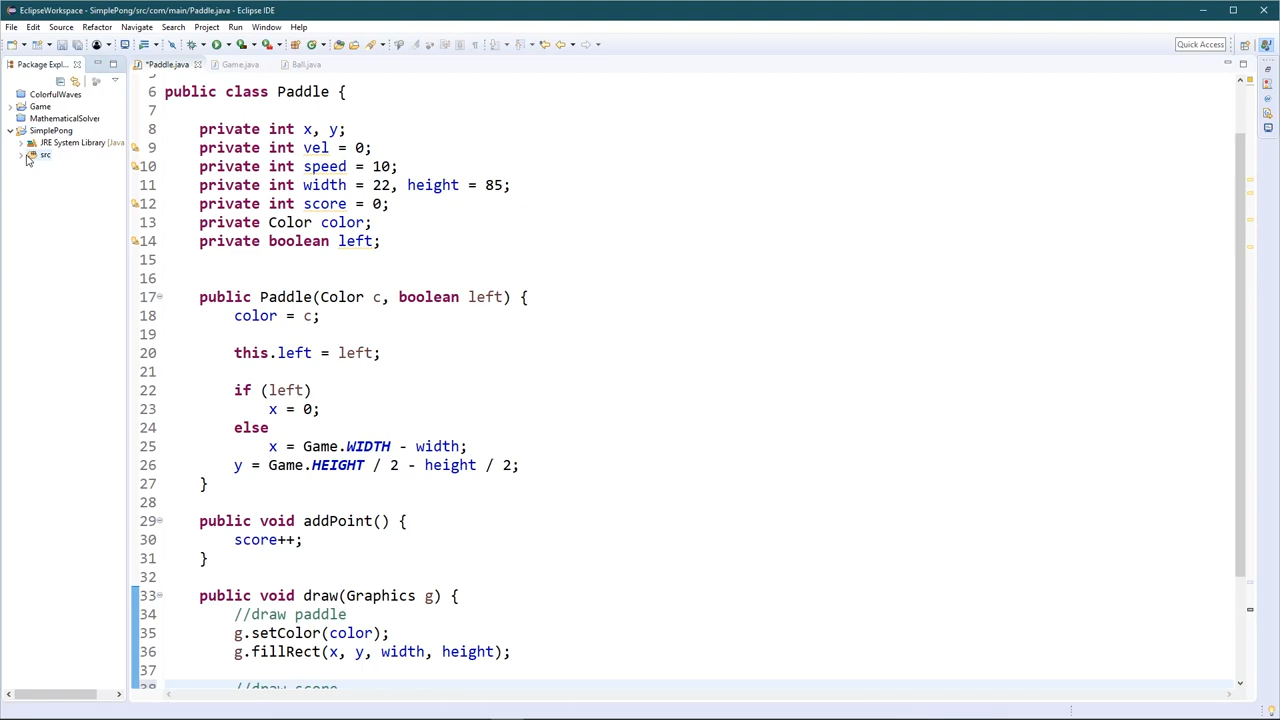 EclipseWorkspace - SimplePong/src/com/main/Paddle.java - Eclipse IDE
File Edit Source Refactor Navigate Search Project Run Window Help
Quick Access
Package Expl...
*Paddle.java Game.java Ball.java
ColorfulWaves
Game
MathematicalSolver
SimplePong
JRE System Library [Java
src
6 public class Paddle {
7
8 private int x, y;
9 private int vel = 0;
10 private int speed = 10;
11 private int width = 22, height = 85;
12 private int score = 0;
13 private Color color;
14 private boolean left;
15
16
17 public Paddle(Color c, boolean left) {
18 color = c;
19
20 this.left = left;
21
22 if (left)
23 x = 0;
24 else
25 x = Game.WIDTH - width;
26 y = Game.HEIGHT / 2 - height / 2;
27 }
28
29 public void addPoint() {
30 score++;
31 }
32
33 public void draw(Graphics g) {
34 //draw paddle
35 g.setColor(color);
36 g.fillRect(x, y, width, height);
37
38 //draw score